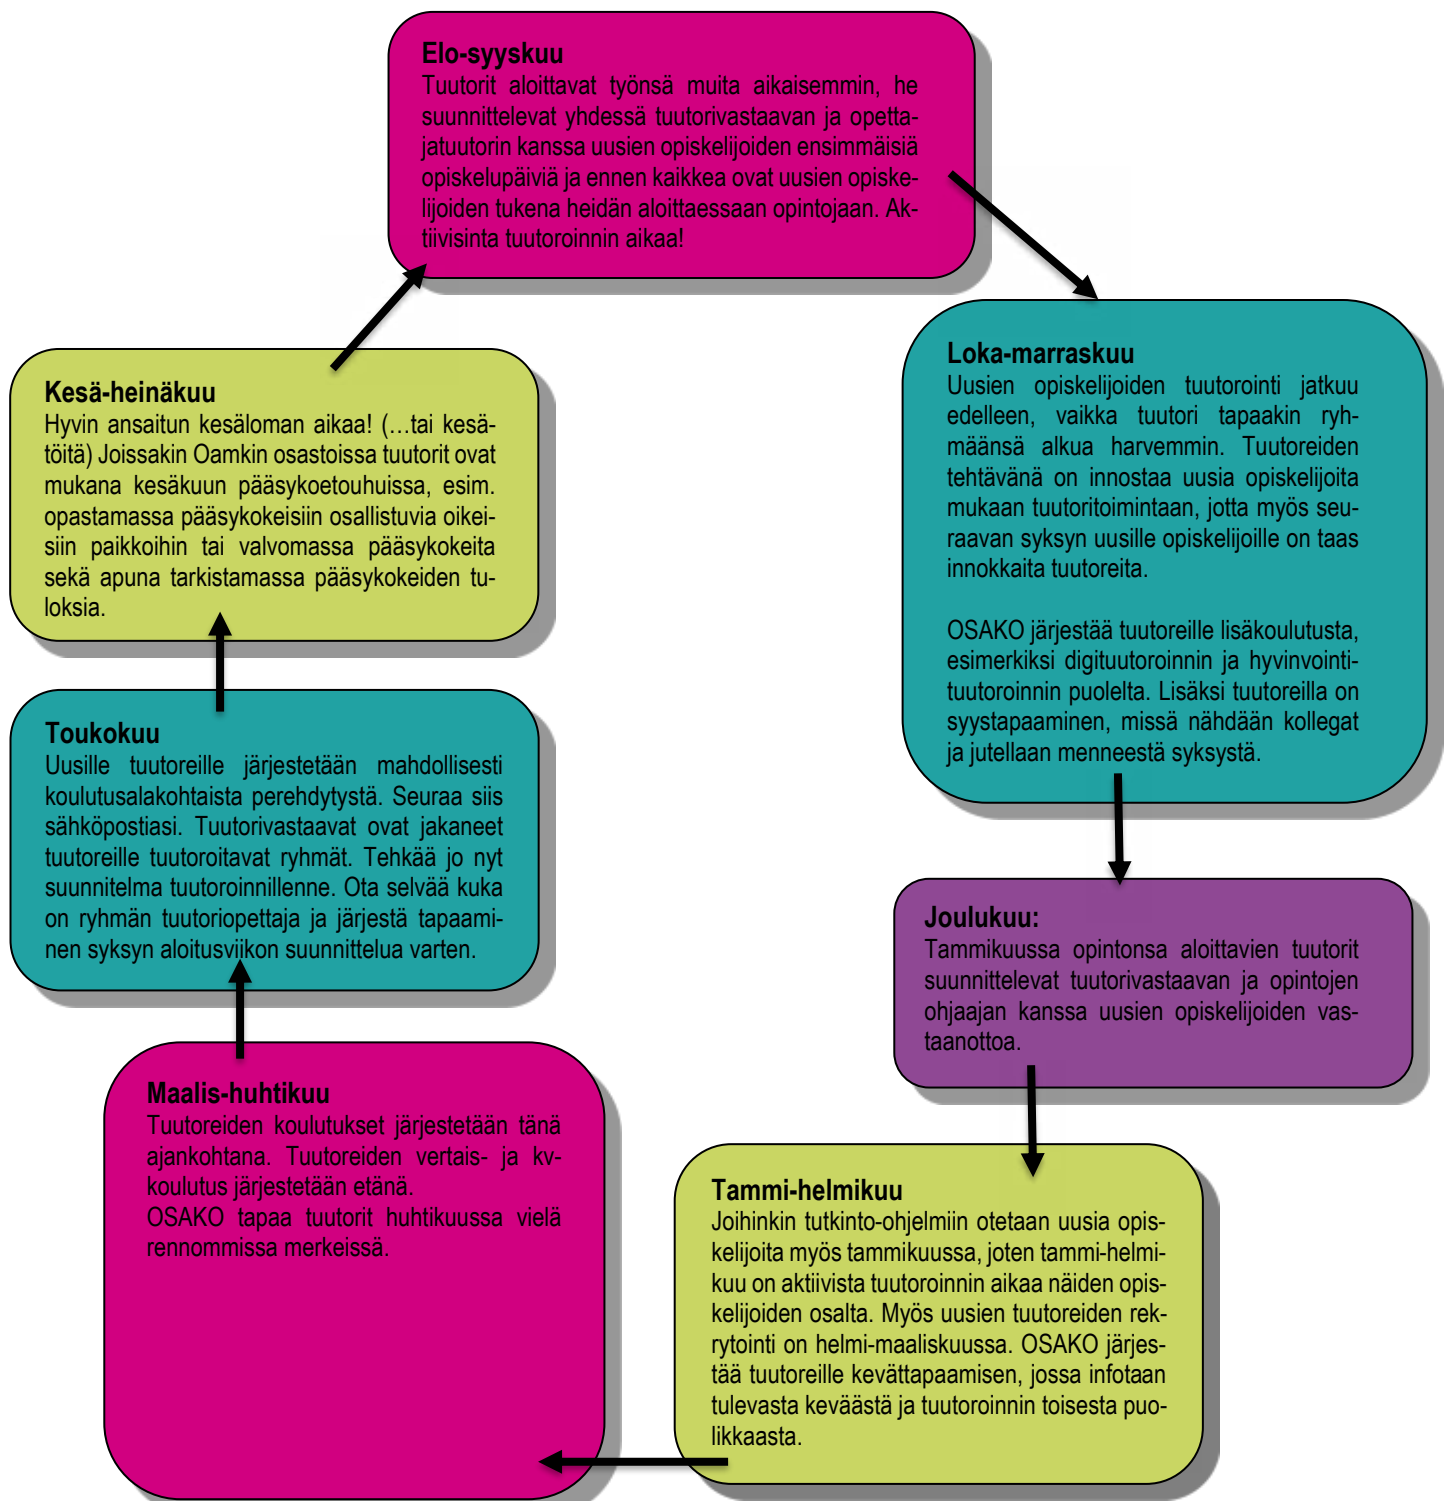 Elo-syyskuu
Tuutorit aloittavat työnsä muita aikaisemmin, he
suunnittelevat yhdessä tuutorivastaavan ja opetta-
jatuutorin kanssa uusien opiskelijoiden ensimmäisiä
opiskelupäiviä ja ennen kaikkea ovat uusien opiske-
lijoiden tukena heidän aloittaessaan opintojaan. Ak-
tiivisinta tuutoroinnin aikaa!
Loka-marraskuu
Uusien opiskelijoiden tuutorointi jatkuu
edelleen, vaikka tuutori tapaakin ryh-
määnsä alkua harvemmin. Tuutoreiden
tehtävänä on innostaa uusia opiskelijoita
mukaan tuutoritoimintaan, jotta myös seu-
raavan syksyn uusille opiskelijoille on taas
innokkaita tuutoreita.
OSAKO järjestää tuutoreille lisäkoulutusta,
esimerkiksi digituutoroinnin ja hyvinvointi-
tuutoroinnin puolelta. Lisäksi tuutoreilla on
syystapaaminen, missä nähdään kollegat
ja jutellaan menneestä syksystä.
Joulukuu:
Tammikuussa opintonsa aloittavien tuutorit
suunnittelevat tuutorivastaavan ja opintojen
ohjaajan kanssa uusien opiskelijoiden vas-
taanottoa.
Tammi-helmikuu
Joihinkin tutkinto-ohjelmiin otetaan uusia opis-
kelijoita myös tammikuussa, joten tammi-helmi-
kuu on aktiivista tuutoroinnin aikaa näiden opis-
kelijoiden osalta. Myös uusien tuutoreiden rek-
rytointi on helmi-maaliskuussa. OSAKO järjes-
tää tuutoreille kevättapaamisen, jossa infotaan
tulevasta keväästä ja tuutoroinnin toisesta puo-
likkaasta.
Maalis-huhtikuu
Tuutoreiden koulutukset järjestetään tänä
ajankohtana. Tuutoreiden vertais- ja kv-
koulutus järjestetään etänä.
OSAKO tapaa tuutorit huhtikuussa vielä
rennommissa merkeissä.
Toukokuu
Uusille tuutoreille järjestetään mahdollisesti
koulutusalakohtaista perehdytystä. Seuraa siis
sähköpostiasi. Tuutorivastaavat ovat jakaneet
tuutoreille tuutoroitavat ryhmät. Tehkää jo nyt
suunnitelma tuutoroinnillenne. Ota selvää kuka
on ryhmän tuutoriopettaja ja järjestä tapaami-
nen syksyn aloitusviikon suunnittelua varten.
Kesä-heinäkuu
Hyvin ansaitun kesäloman aikaa! (…tai kesä-
töitä) Joissakin Oamkin osastoissa tuutorit ovat
mukana kesäkuun pääsykoetouhuissa, esim.
opastamassa pääsykokeisiin osallistuvia oikei-
siin paikkoihin tai valvomassa pääsykokeita
sekä apuna tarkistamassa pääsykokeiden tu-
loksia.